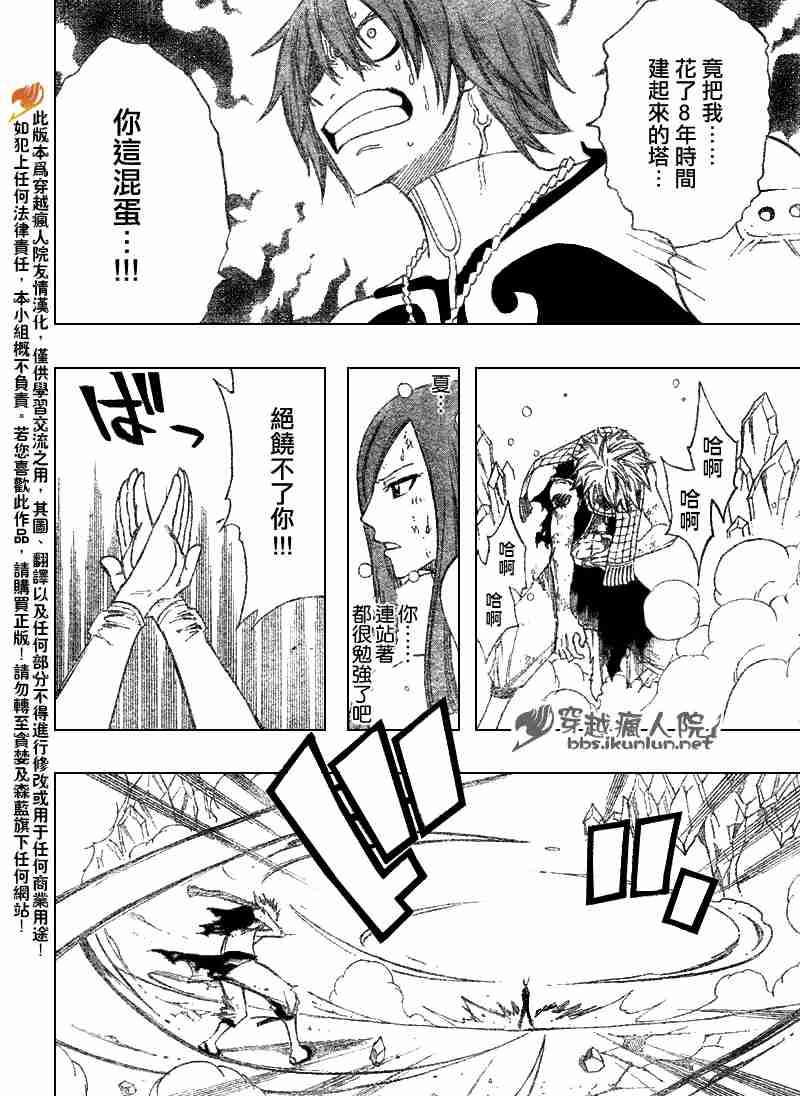 竟把我……
花了8年時間
建起來的塔…
你這混蛋…!!!
哈啊
哈啊
哈啊
哈啊
夏…
你……
連站著
都很勉強了吧
絕饒不了你!!!
ばっ
穿越瘋人院
bbs.ikunlun.net
此版本爲穿越瘋人院友情漢化，僅供學習交流之用，其圖、翻譯以及任何部分不得進行修改或用于任何商業用途！
如犯上任何法律責任，本小組概不負責。若您喜歡此作品，請購買正版！請勿轉至貪婪及森藍旗下任何網站！